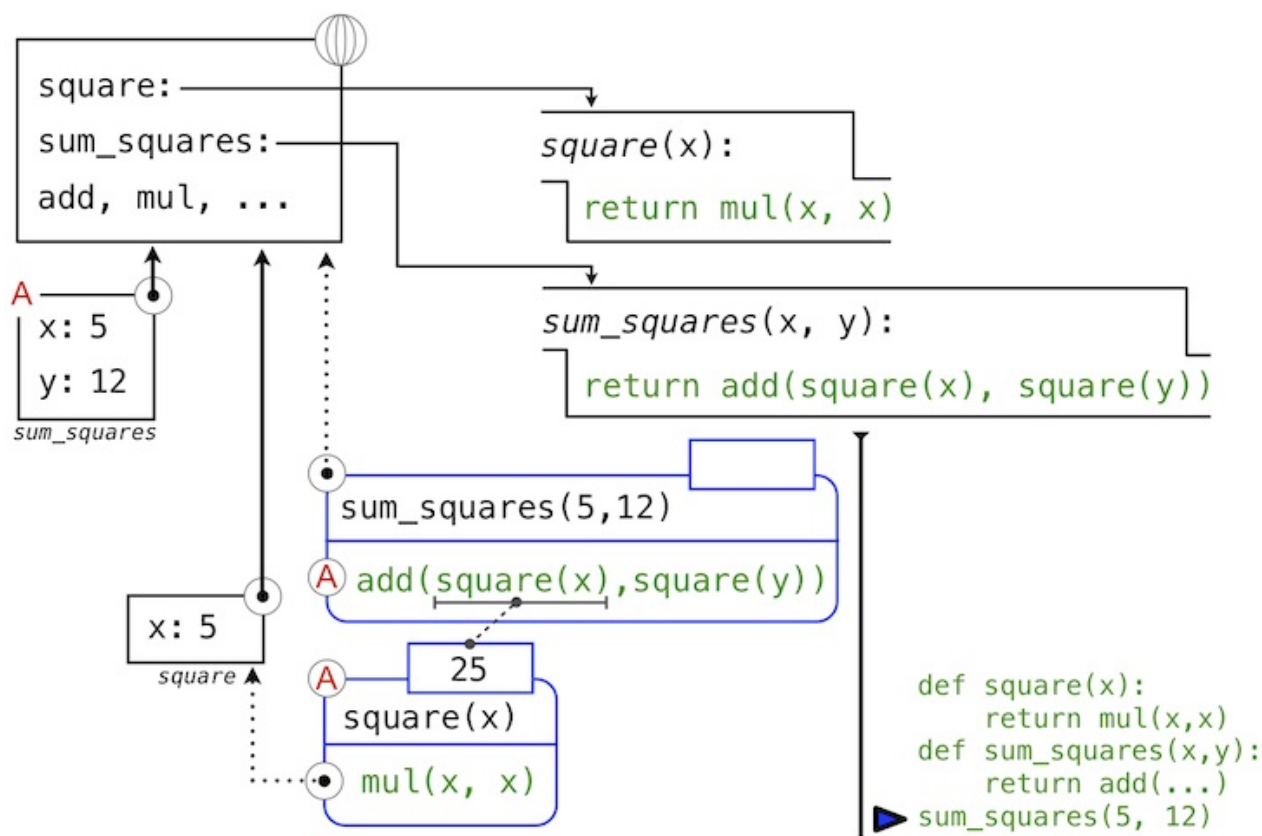 square:
sum_squares:
add, mul, ...
square(x):
return mul(x, x)
sum_squares(x, y):
return add(square(x), square(y))
A
x: 5
y: 12
sum_squares
sum_squares(5,12)
A
add(square(x),square(y))
x: 5
square
A
25
square(x)
mul(x, x)
def square(x):
    return mul(x,x)
def sum_squares(x,y):
    return add(...)
sum_squares(5, 12)